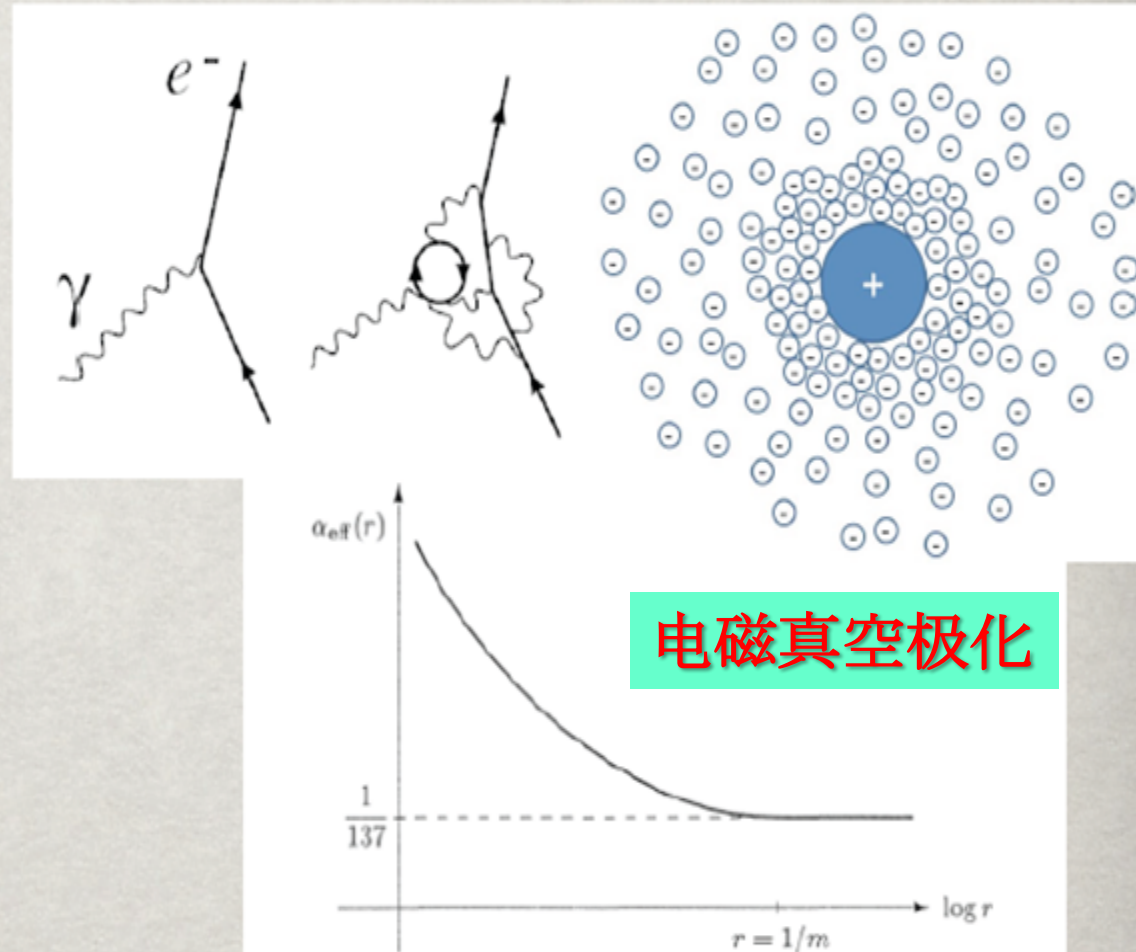 e-
γ
+
α_eff(r)
电磁真空极化
1
137
log r
r = 1/m